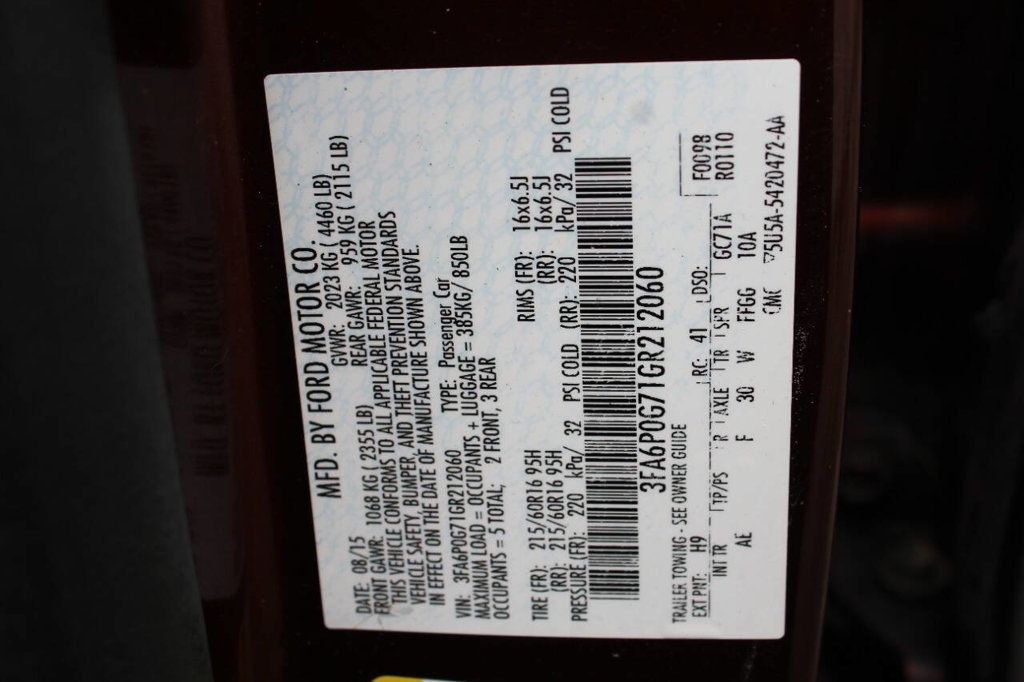 MFD. BY FORD MOTOR CO.
DATE: 08/15 GVWR: 2023 KG ( 4460 LB)
FRONT GAWR: 1068 KG ( 2355 LB) REAR GAWR: 959 KG ( 2115 LB)
THIS VEHICLE CONFORMS TO ALL APPLICABLE FEDERAL MOTOR
VEHICLE SAFETY, BUMPER, AND THEFT PREVENTION STANDARDS
IN EFFECT ON THE DATE OF MANUFACTURE SHOWN ABOVE.
VIN: 3FA6P0G71GR212060 TYPE: Passenger Car
MAXIMUM LOAD = OCCUPANTS + LUGGAGE = 385KG/ 850LB
OCCUPANTS = 5 TOTAL; 2 FRONT, 3 REAR
TIRE (FR): 215/60R16 95H RIMS (FR): 16x6.5J
(RR): 215/60R16 95H (RR): 16x6.5J
PRESSURE (FR): 220 kPa/ 32 PSI COLD (RR): 220 kPa/ 32 PSI COLD
3FA6P0G71GR212060
TRAILER TOWING - SEE OWNER GUIDE F0098
EXT PNT: H9 RC: 41 DSO: R0110
INT TR TP/PS R AXLE TR SPR GC71A
AE F 30 W FFGG 10A
CMC 75U5A-5420472-AA